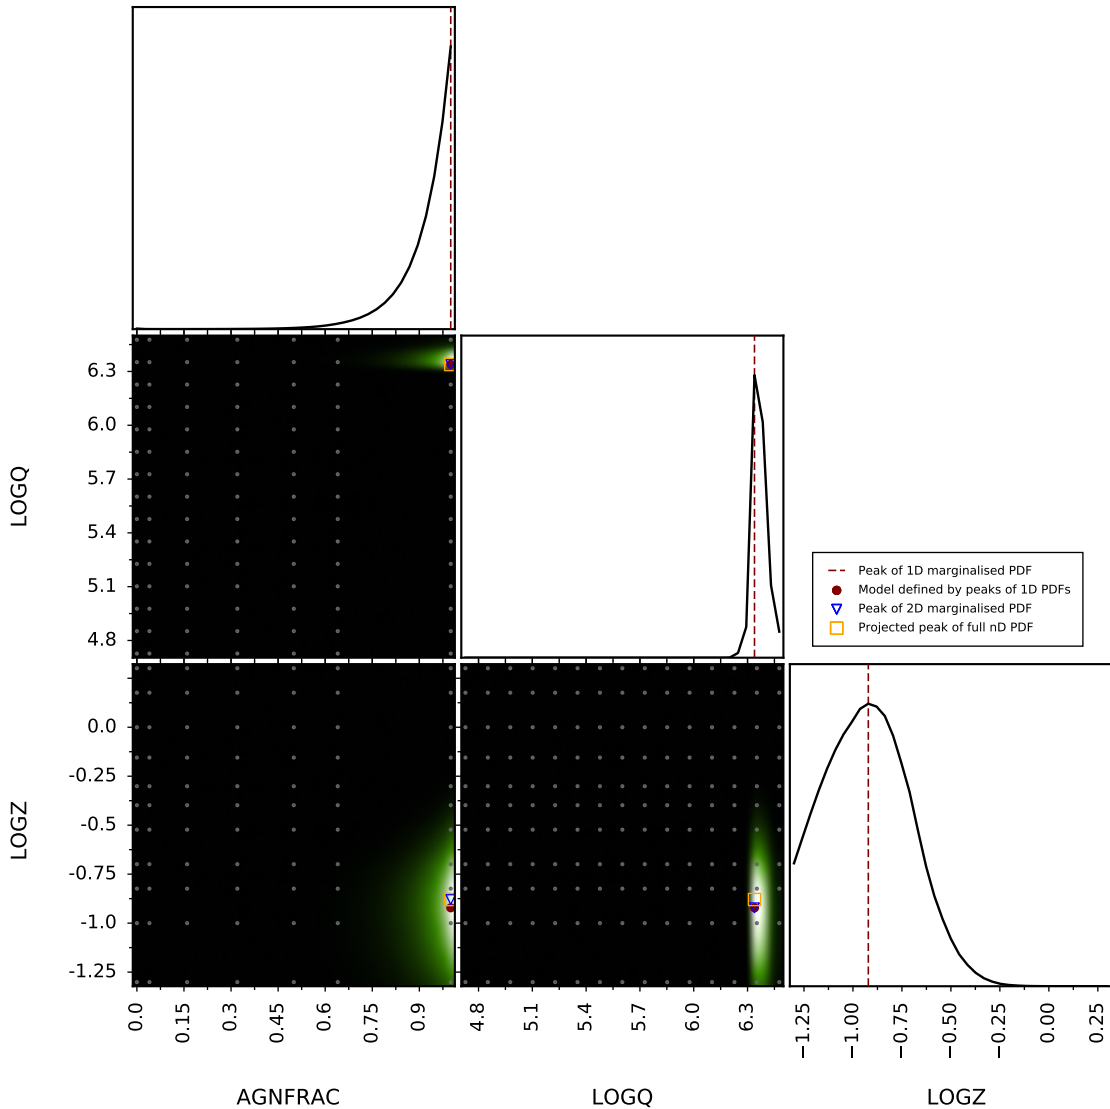 LOGQ
6.3
6.0
5.7
5.4
5.1
4.8
Peak of 1D marginalised PDF
Model defined by peaks of 1D PDFs
Peak of 2D marginalised PDF
Projected peak of full nD PDF
LOGZ
0.0
-0.25
-0.5
-0.75
-1.0
-1.25
0.0 0.15 0.3 0.45 0.6 0.75 0.9
4.8 5.1 5.4 5.7 6.0 6.3
−1.25 −1.00 −0.75 −0.50 −0.25 0.00 0.25
AGNFRAC LOGQ LOGZ